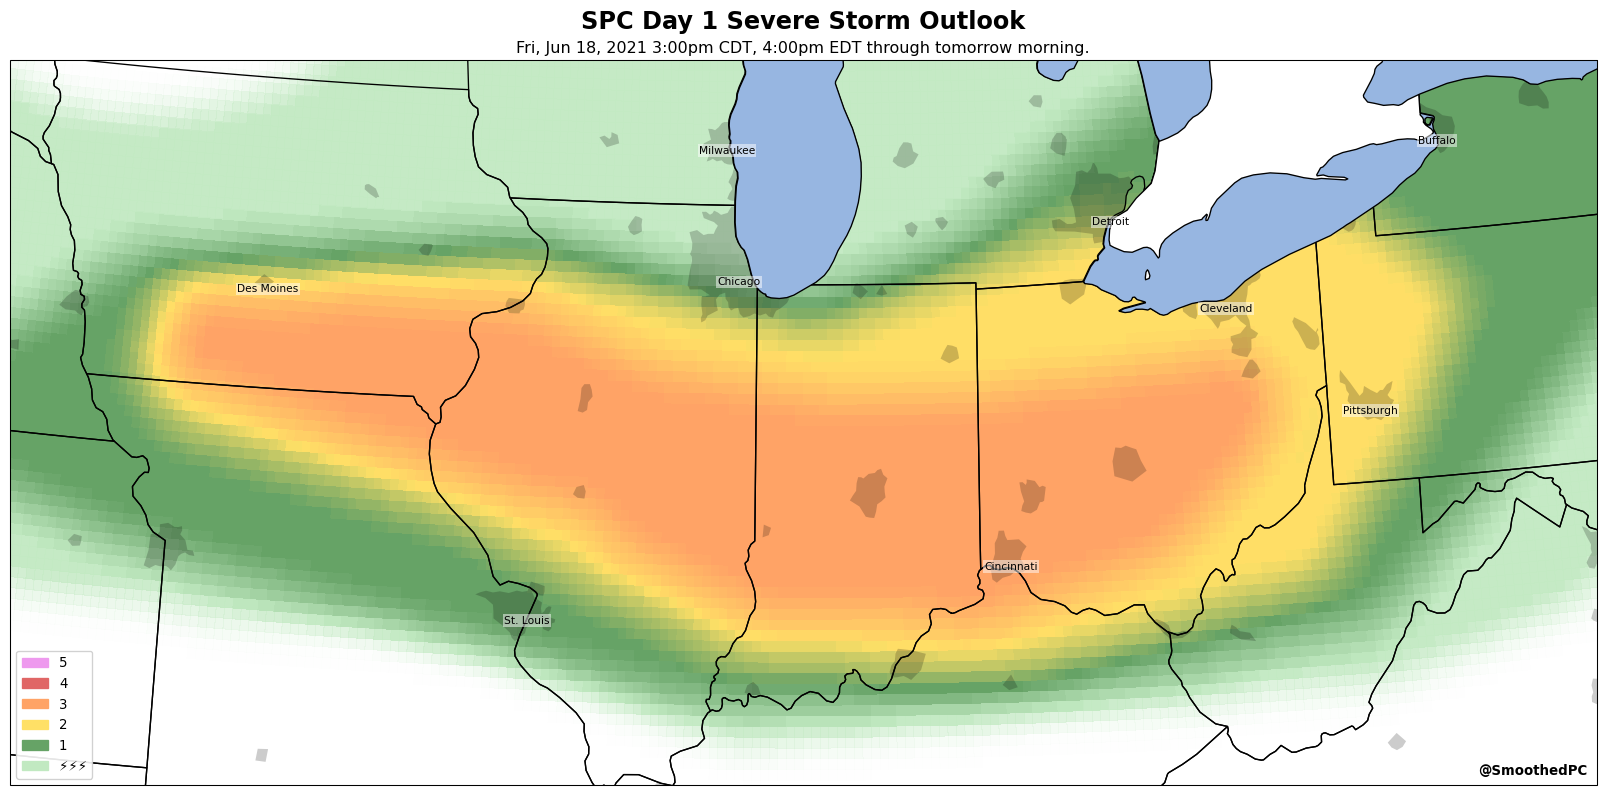 SPC Day 1 Severe Storm Outlook
Fri, Jun 18, 2021 3:00pm CDT, 4:00pm EDT through tomorrow morning.
Milwaukee
Buffalo
Detroit
Chicago
Des Moines
Cleveland
Pittsburgh
Cincinnati
St. Louis
5
4
3
2
1
⚡⚡⚡
@SmoothedPC